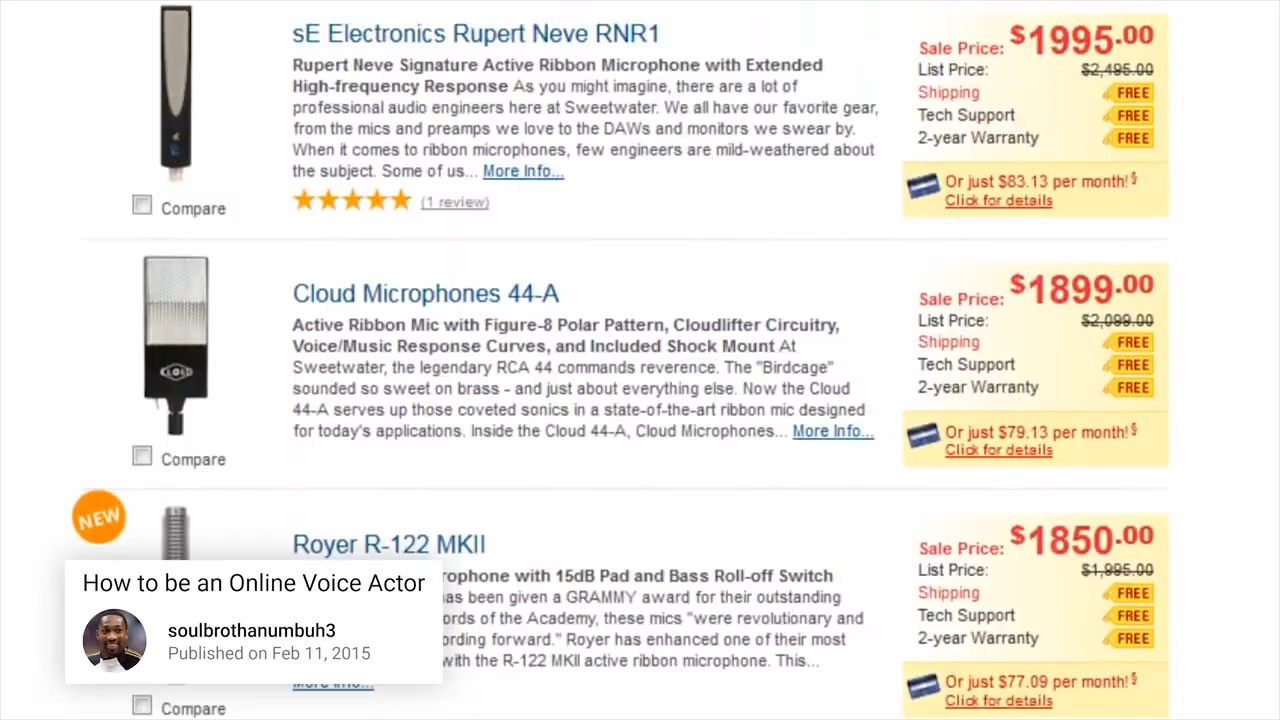 sE Electronics Rupert Neve RNR1
Rupert Neve Signature Active Ribbon Microphone with Extended
High-frequency Response As you might imagine, there are a lot of
professional audio engineers here at Sweetwater. We all have our favorite gear,
from the mics and preamps we love to the DAWs and monitors we swear by.
When it comes to ribbon microphones, few engineers are mild-weathered about
the subject. Some of us... More Info...
(1 review)
Compare
Sale Price: $1995.00
List Price: $2,495.00
Shipping FREE
Tech Support FREE
2-year Warranty FREE
Or just $83.13 per month! §
Click for details
Cloud Microphones 44-A
Active Ribbon Mic with Figure-8 Polar Pattern, Cloudlifter Circuitry,
Voice/Music Response Curves, and Included Shock Mount At
Sweetwater, the legendary RCA 44 commands reverence. The "Birdcage"
sounded so sweet on brass - and just about everything else. Now the Cloud
44-A serves up those coveted sonics in a state-of-the-art ribbon mic designed
for today's applications. Inside the Cloud 44-A, Cloud Microphones... More Info...
CLOUD
Compare
Sale Price: $1899.00
List Price: $2,099.00
Shipping FREE
Tech Support FREE
2-year Warranty FREE
Or just $79.13 per month! §
Click for details
NEW
Royer R-122 MKII
rophone with 15dB Pad and Bass Roll-off Switch
as been given a GRAMMY award for their outstanding
ords of the Academy, these mics "were revolutionary and
ording forward." Royer has enhanced one of their most
with the R-122 MKII active ribbon microphone. This...
More Info...
Compare
Sale Price: $1850.00
List Price: $1,995.00
Shipping FREE
Tech Support FREE
2-year Warranty FREE
Or just $77.09 per month! §
Click for details
How to be an Online Voice Actor
soulbrothanumbuh3
Published on Feb 11, 2015